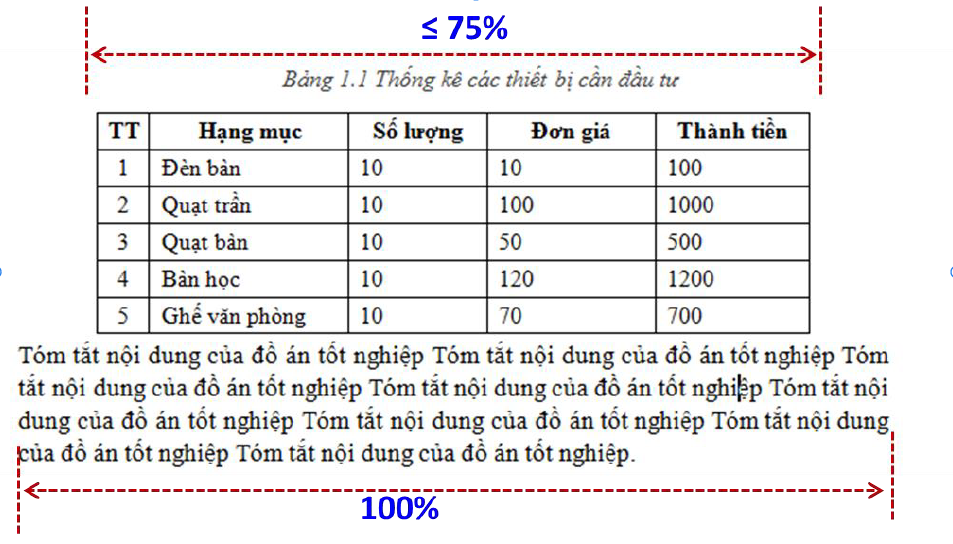 ≤ 75%
Bảng 1.1 Thống kê các thiết bị cần đầu tư
TT Hạng mục Số lượng Đơn giá Thành tiền
1 Đèn bàn 10 10 100
2 Quạt trần 10 100 1000
3 Quạt bàn 10 50 500
4 Bàn học 10 120 1200
5 Ghế văn phòng 10 70 700
Tóm tắt nội dung của đồ án tốt nghiệp Tóm tắt nội dung của đồ án tốt nghiệp Tóm
tắt nội dung của đồ án tốt nghiệp Tóm tắt nội dung của đồ án tốt nghiệp Tóm tắt nội
dung của đồ án tốt nghiệp Tóm tắt nội dung của đồ án tốt nghiệp Tóm tắt nội dung
của đồ án tốt nghiệp Tóm tắt nội dung của đồ án tốt nghiệp.
100%